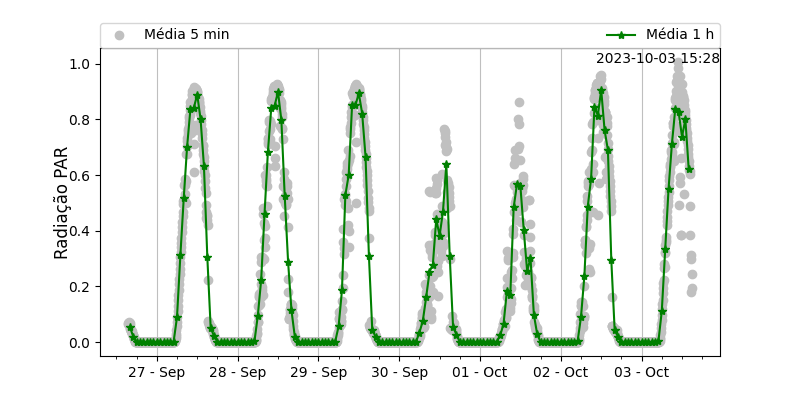 Média 5 min
Média 1 h
2023-10-03 15:28
Radiação PAR
1.0
0.8
0.6
0.4
0.2
0.0
27 - Sep
28 - Sep
29 - Sep
30 - Sep
01 - Oct
02 - Oct
03 - Oct